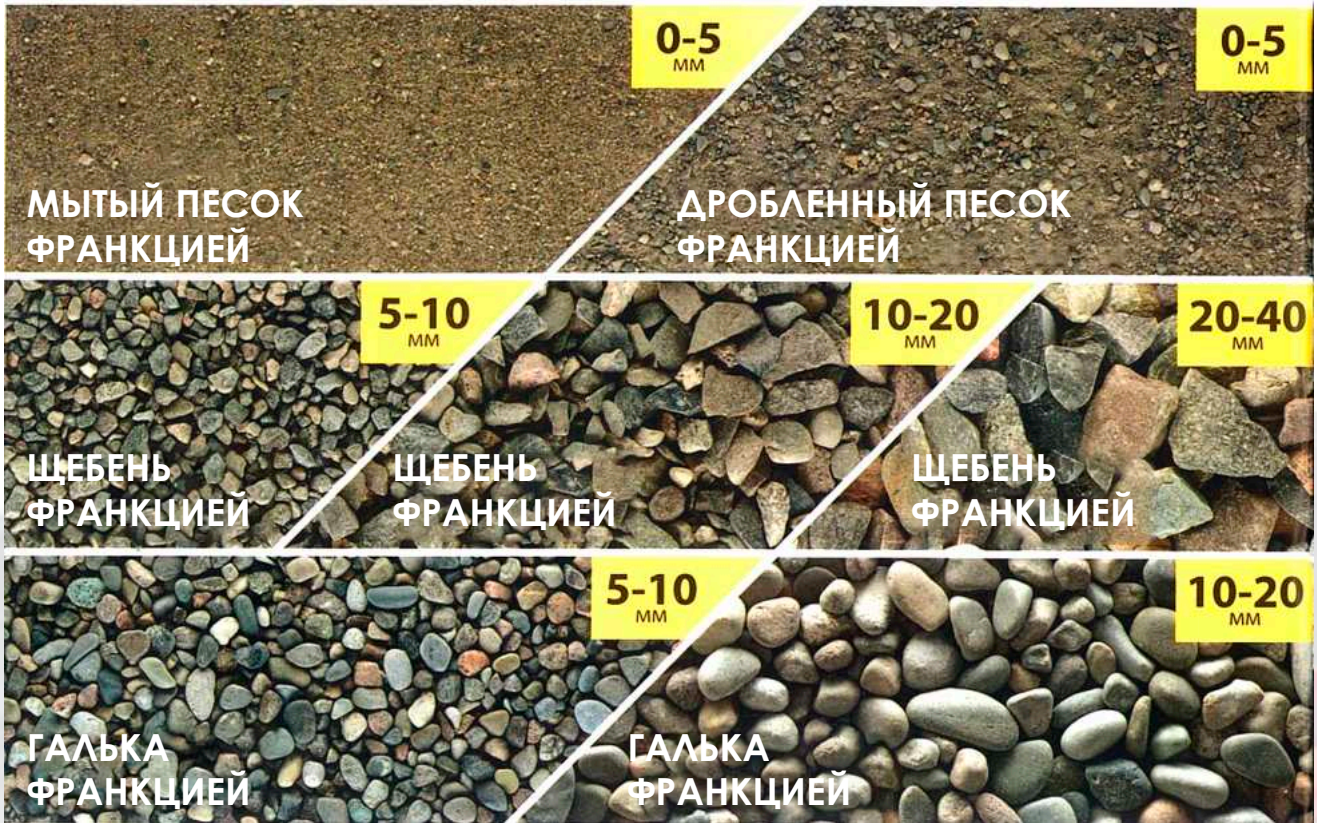 0-5
ММ
МЫТЫЙ ПЕСОК
ФРАНКЦИЕЙ
0-5
ММ
ДРОБЛЕННЫЙ ПЕСОК
ФРАНКЦИЕЙ
5-10
ММ
ЩЕБЕНЬ
ФРАНКЦИЕЙ
10-20
ММ
ЩЕБЕНЬ
ФРАНКЦИЕЙ
20-40
ММ
ЩЕБЕНЬ
ФРАНКЦИЕЙ
5-10
ММ
ГАЛЬКА
ФРАНКЦИЕЙ
10-20
ММ
ГАЛЬКА
ФРАНКЦИЕЙ